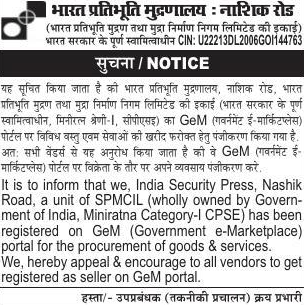 भारत प्रतिभूति मुद्रणालय : नाशिक रोड
(भारत प्रतिभूति मुद्रण तथा मुद्रा निर्माण निगम लिमिटेड की इकाई)
भारत सरकार के पूर्ण स्वामित्वाधीन CIN: U22213DL2006GOI144763
सुचना / NOTICE
यह सूचित किया जाता है की भारत प्रतिभूति मुद्रणालय, नाशिक रोड, भारत
प्रतिभूति मुद्रण तथा मुद्रा निर्माण निगम लिमिटेड की इकाई (भारत सरकार के पूर्ण
स्वामित्वाधीन, मिनीरत्न श्रेणी-I, सीपीएसइ) का GeM (गवर्नमेंट ई-मार्किटप्लेस)
पोर्टल पर विविध वस्तु एवम सेवाओं की खरीद फरोक्त हेतु पंजीकरण किया गया है.
अत: सभी वेंडर्स से यह अनुरोध किया जाता है की वे GeM (गवर्नमेंट ई-
मार्किटप्लेस) पोर्टल पर विक्रेता के तौर पर अपने व्यवसाय पंजीकरण करे.
It is to inform that we, India Security Press, Nashik
Road, a unit of SPMCIL (wholly owned by Govern-
ment of India, Miniratna Category-I CPSE) has been
registered on GeM (Government e-Marketplace)
portal for the procurement of goods & services.
We, hereby appeal & encourage to all vendors to get
registered as seller on GeM portal.
हस्ता/- उपप्रबंधक (तकनीकी प्रचालन) क्रय प्रभारी